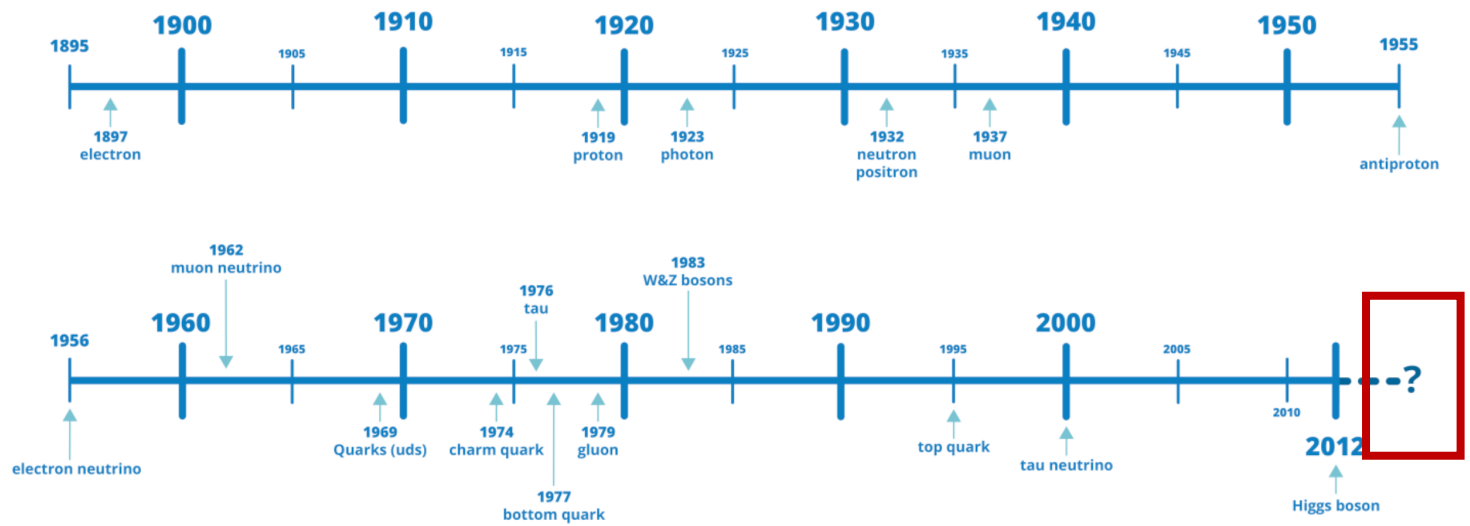 1895
1900
1905
1910
1915
1920
1925
1930
1935
1940
1945
1950
1955
1897
electron
1919
proton
1923
photon
1932
neutron
positron
1937
muon
antiproton
1962
muon neutrino
1976
tau
1983
W&Z bosons
1956
1960
1965
1970
1975
1980
1985
1990
1995
2000
2005
2010
?
2012
electron neutrino
1969
Quarks (uds)
1974
charm quark
1977
bottom quark
1979
gluon
top quark
tau neutrino
Higgs boson